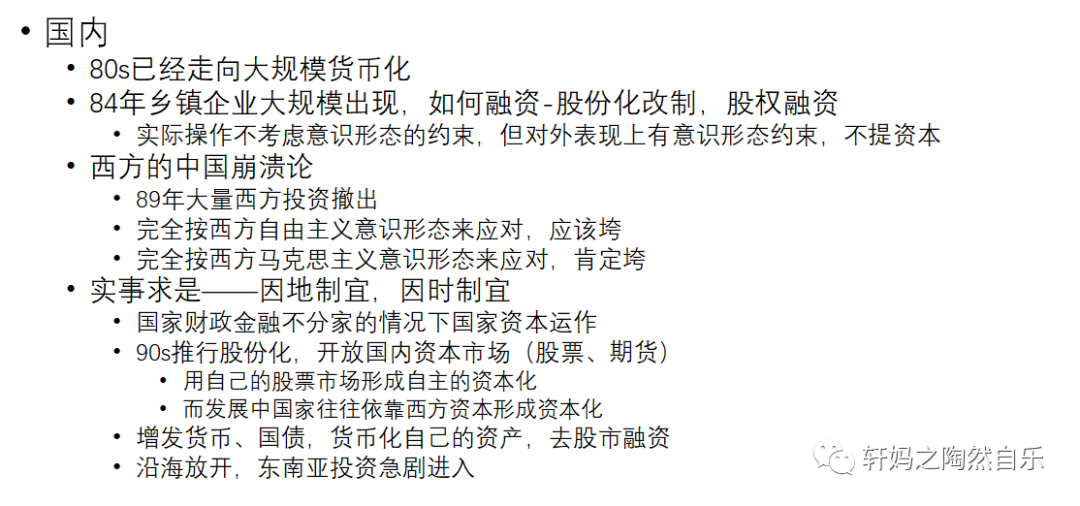 • 国内
• 80s已经走向大规模货币化
• 84年乡镇企业大规模出现，如何融资-股份化改制，股权融资
• 实际操作不考虑意识形态的约束，但对外表现上有意识形态约束，不提资本
• 西方的中国崩溃论
• 89年大量西方投资撤出
• 完全按西方自由主义意识形态来应对，应该垮
• 完全按西方马克思主义意识形态来应对，肯定垮
• 实事求是——因地制宜，因时制宜
• 国家财政金融不分家的情况下国家资本运作
• 90s推行股份化，开放国内资本市场（股票、期货）
• 用自己的股票市场形成自主的资本化
• 而发展中国家往往依靠西方资本形成资本化
• 增发货币、国债，货币化自己的资产，去股市融资
• 沿海放开，东南亚投资急剧进入
轩妈之陶然自乐